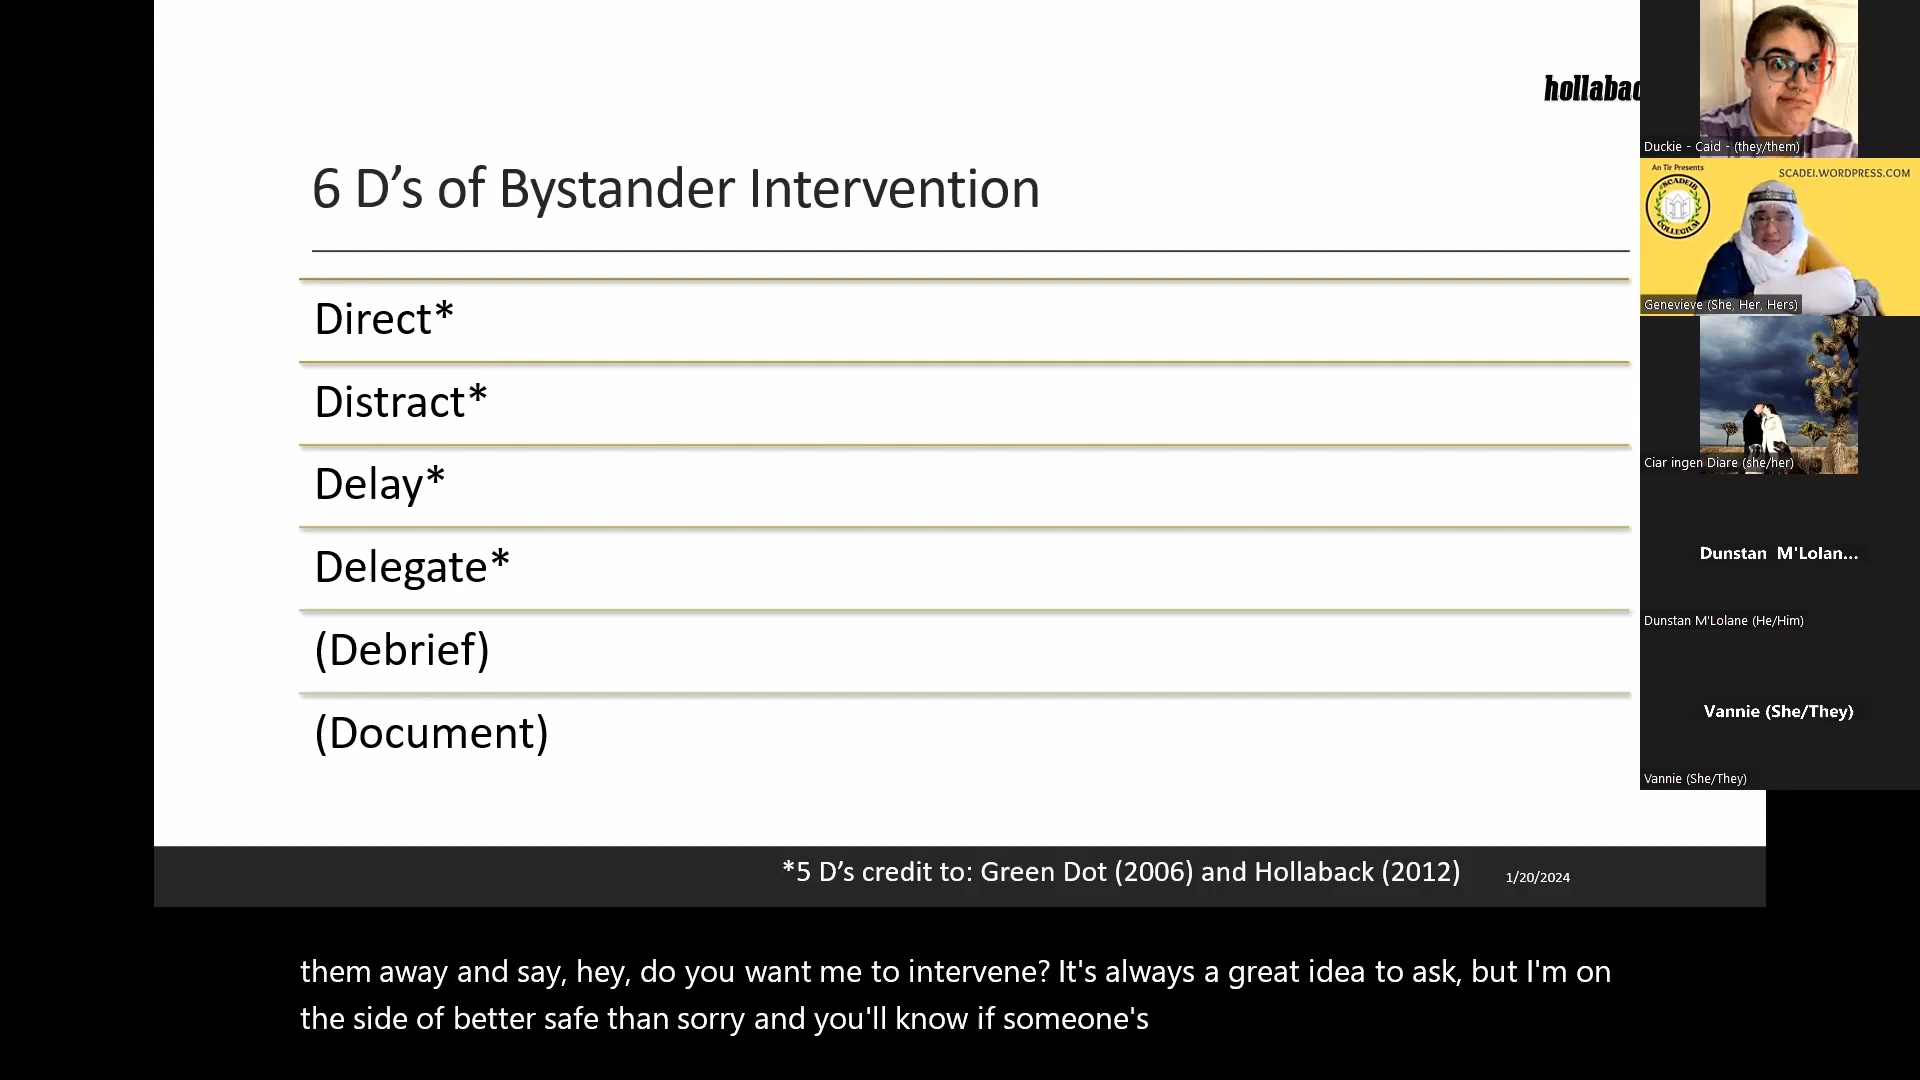 hollabac
6 D’s of Bystander Intervention
Direct*
Distract*
Delay*
Delegate*
(Debrief)
(Document)
*5 D’s credit to: Green Dot (2006) and Hollaback (2012)
1/20/2024
Duckie - Caid - (they/them)
An Tir Presents
SCADEI.WORDPRESS.COM
COLLEGIUM
Genevieve (She, Her, Hers)
Ciar ingen Diare (she/her)
Dunstan M'Lolan...
Dunstan M'Lolane (He/Him)
Vannie (She/They)
Vannie (She/They)
them away and say, hey, do you want me to intervene? It's always a great idea to ask, but I'm on
the side of better safe than sorry and you'll know if someone's